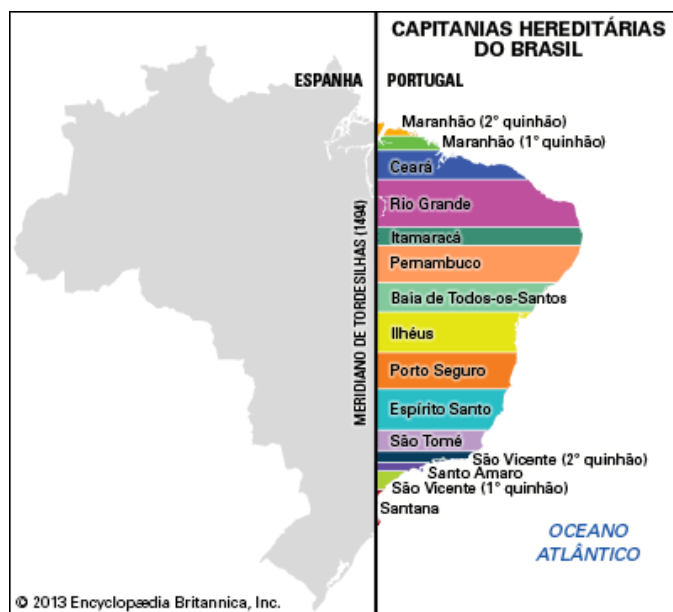 CAPITANIAS HEREDITÁRIAS
DO BRASIL
ESPANHA
PORTUGAL
Maranhão (2° quinhão)
Maranhão (1° quinhão)
Ceará
Rio Grande
Itamaracá
Pernambuco
Baia de Todos-os-Santos
Ilhéus
Porto Seguro
Espírito Santo
São Tomé
São Vicente (2° quinhão)
Santo Amaro
São Vicente (1° quinhão)
Santana
MERIDIANO DE TORDESILHAS (1494)
OCEANO
ATLÂNTICO
© 2013 Encyclopædia Britannica, Inc.